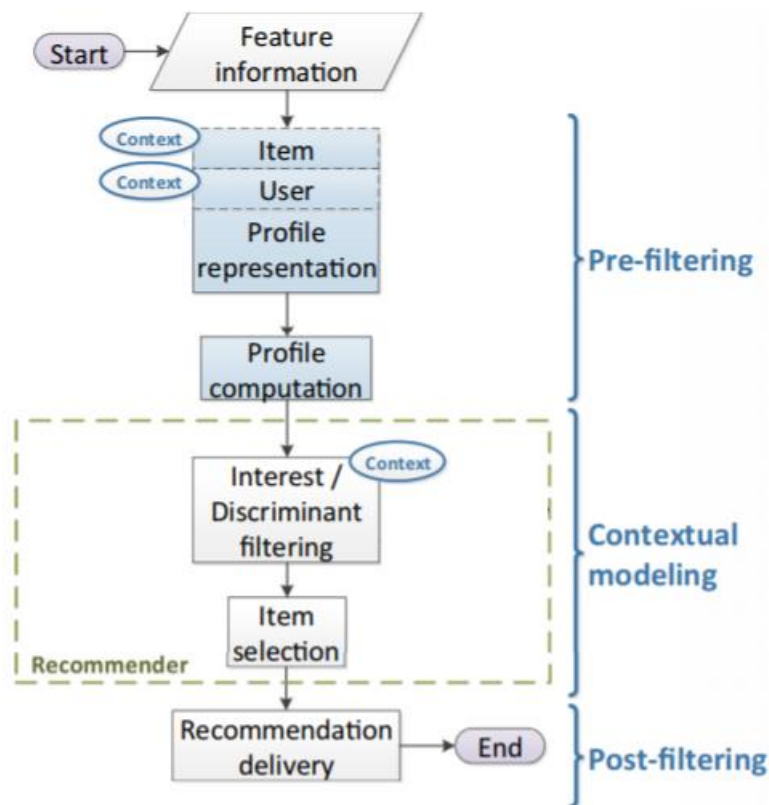 Start
Feature
information
Context
Item
Context
User
Profile
representation
Pre-filtering
Profile
computation
Context
Interest /
Discriminant
filtering
Contextual
modeling
Item
selection
Recommender
Recommendation
delivery
End
Post-filtering